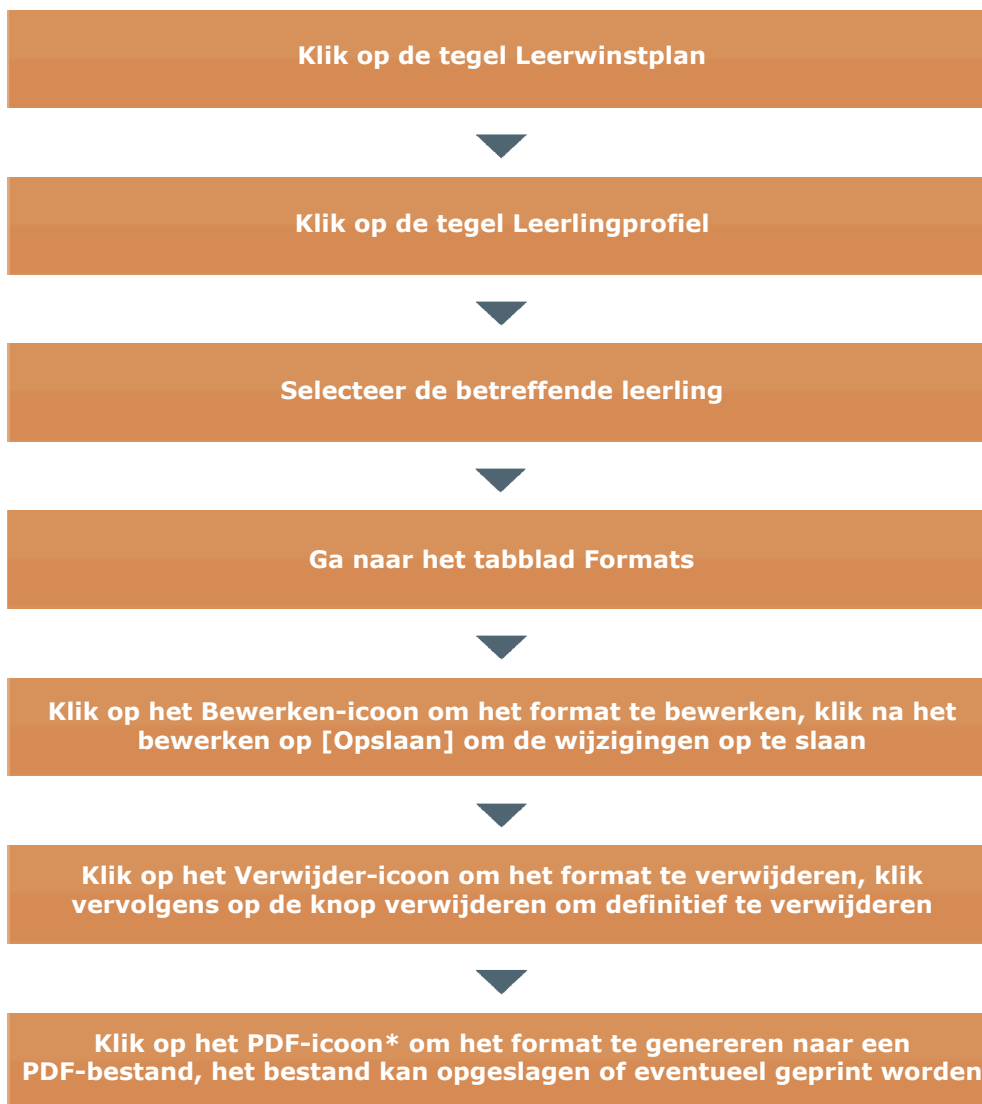 Klik op de tegel Leerwinstplan
Klik op de tegel Leerlingprofiel
Selecteer de betreffende leerling
Ga naar het tabblad Formats
Klik op het Bewerken-icoon om het format te bewerken, klik na het
bewerken op [Opslaan] om de wijzigingen op te slaan
Klik op het Verwijder-icoon om het format te verwijderen, klik
vervolgens op de knop verwijderen om definitief te verwijderen
Klik op het PDF-icoon* om het format te genereren naar een
PDF-bestand, het bestand kan opgeslagen of eventueel geprint worden